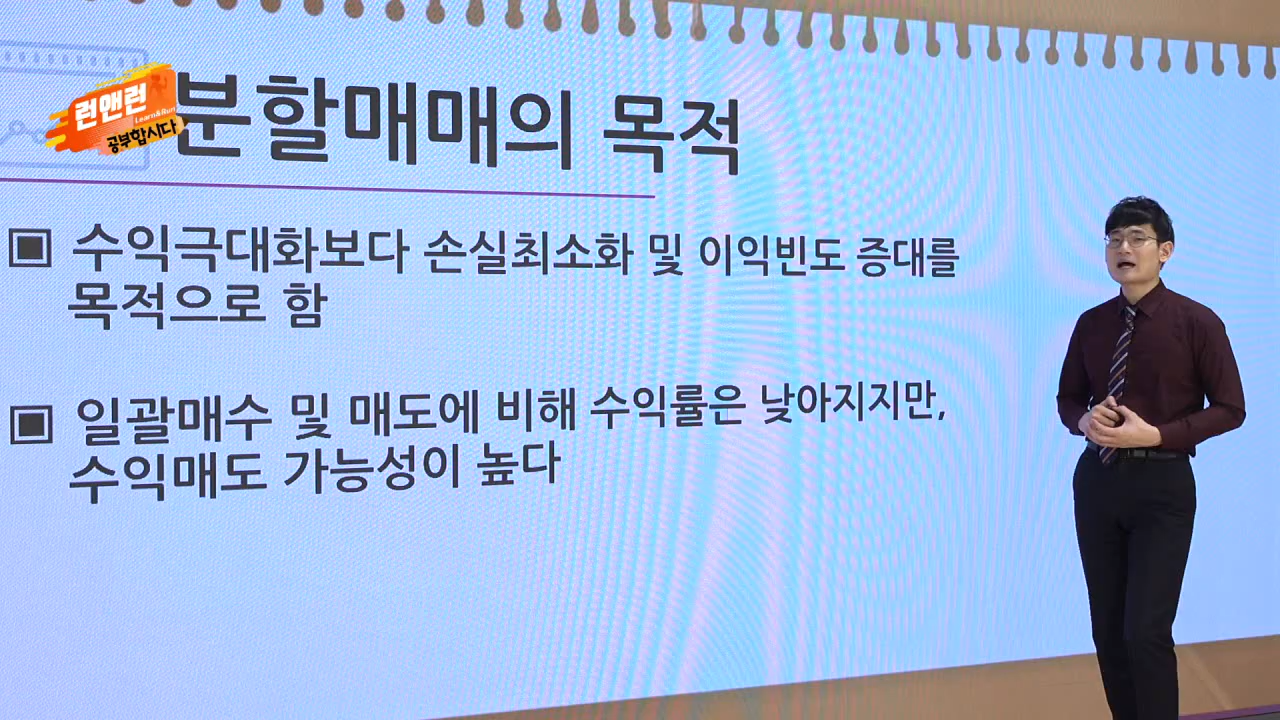 런앤런
Learn&Run
공부합시다
분할매매의 목적
▣ 수익극대화보다 손실최소화 및 이익빈도 증대를
목적으로 함
▣ 일괄매수 및 매도에 비해 수익률은 낮아지지만,
수익매도 가능성이 높다